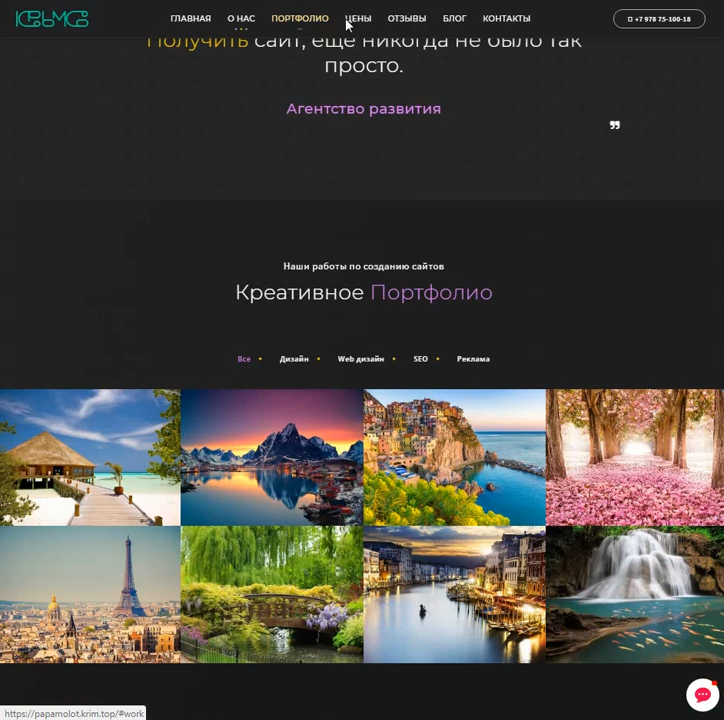 ГЛАВНАЯ О НАС ПОРТФОЛИО ЦЕНЫ ОТЗЫВЫ БЛОГ КОНТАКТЫ
+7 978 75-100-18
Получить сайт, ещё никогда не было так
просто.
Агентство развития
Наши работы по созданию сайтов
Креативное Портфолио
Все • Дизайн • Web дизайн • SEO • Реклама
https://papamolot.krim.top/#work